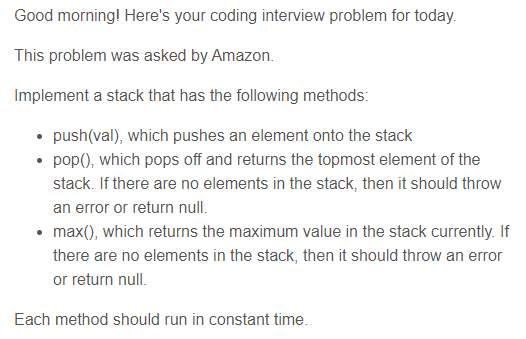 Good morning! Here's your coding interview problem for today.
This problem was asked by Amazon.
Implement a stack that has the following methods:
• push(val), which pushes an element onto the stack
• pop(), which pops off and returns the topmost element of the
stack. If there are no elements in the stack, then it should throw
an error or return null.
• max(), which returns the maximum value in the stack currently. If
there are no elements in the stack, then it should throw an error
or return null.
Each method should run in constant time.